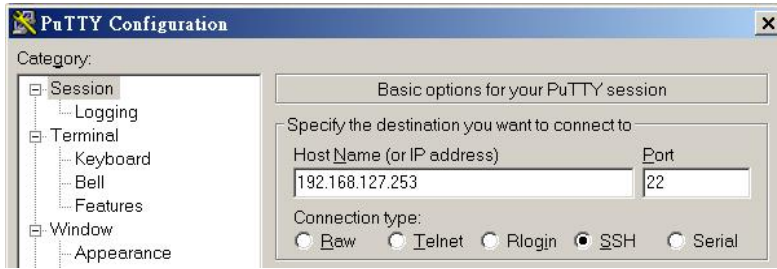 PuTTY Configuration
Category:
Session
Logging
Terminal
Keyboard
Bell
Features
Window
Appearance
Basic options for your PuTTY session
Specify the destination you want to connect to
Host Name (or IP address) Port
192.168.127.253 22
Connection type:
Raw Telnet Rlogin SSH Serial